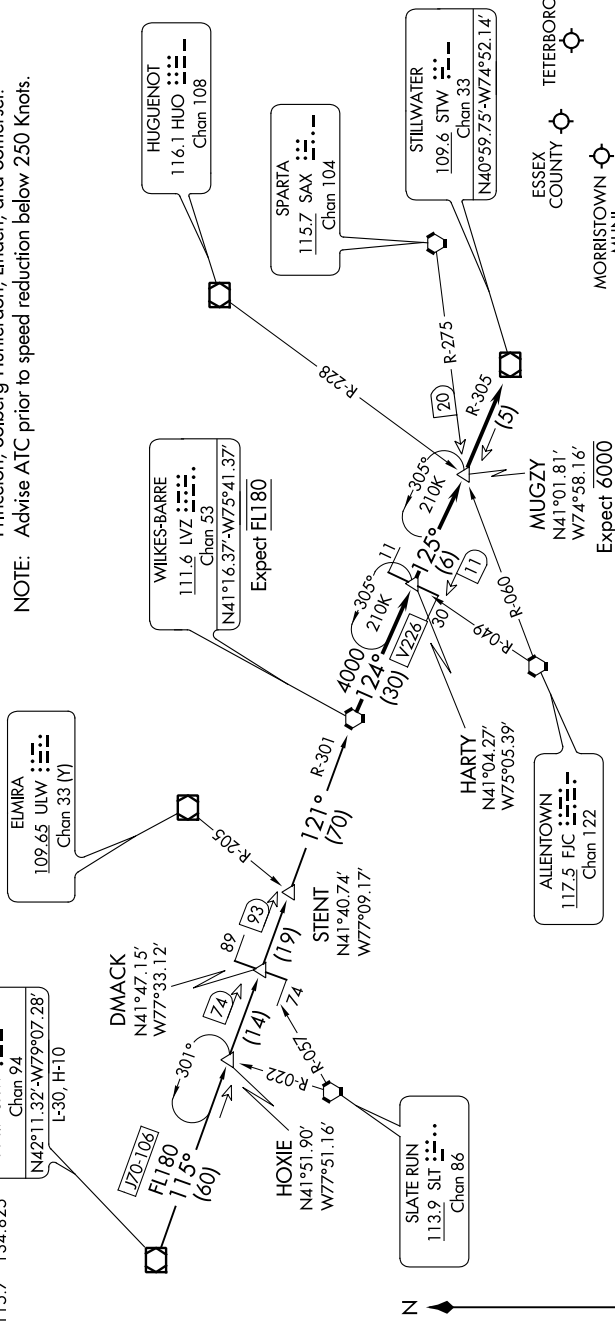 NOTE: Advise ATC prior to speed reduction below 250 Knots.
113.7 134.825
Chan 94
N42°11.32'-W79°07.28'
L-30, H-10
J70-106
FL180
115°
(60)
301°
HOXIE
N41°51.90'
W77°51.16'
R-022
R-057
74
SLATE RUN
113.9 SLT
Chan 86
(14)
74
DMACK
N41°47.15'
W77°33.12'
89
93
(19)
ELMIRA
109.65 ULW
Chan 33 (Y)
R-205
STENT
N41°40.74'
W77°09.17'
121°
(70)
R-301
WILKES-BARRE
111.6 LVZ
Chan 53
N41°16.37'-W75°41.37'
Expect FL180
4000
124°
(30)
V226
305°
210K
11
30
HARTY
N41°04.27'
W75°05.39'
R-049
R-060
ALLENTOWN
117.5 FJC
Chan 122
125°
(6)
11
305°
210K
MUGZY
N41°01.81'
W74°58.16'
Expect 6000
HUGUENOT
116.1 HUO
Chan 108
R-228
SPARTA
115.7 SAX
Chan 104
R-275
20
R-305
(5)
STILLWATER
109.6 STW
Chan 33
N40°59.75'-W74°52.14'
ESSEX
COUNTY
MORRISTOWN
N